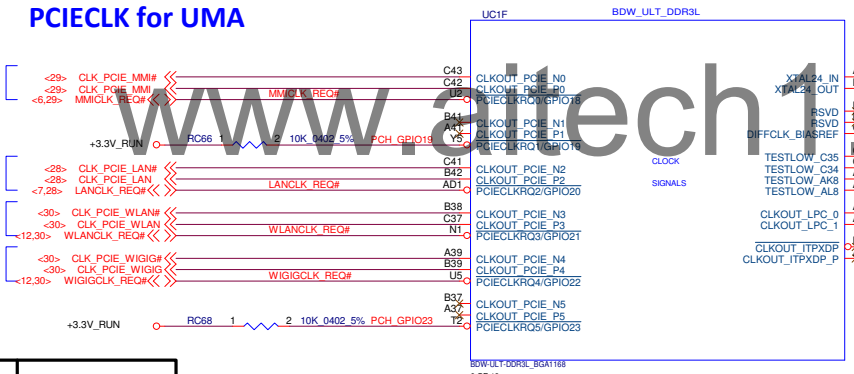 PCIECLK for UMA
UC1F
BDW_ULT_DDR3L
www.aitech1
<29> CLK_PCIE_MMI# C43 CLKOUT_PCIE_N0 XTAL24_IN
<29> CLK_PCIE_MMI C42 CLKOUT_PCIE_P0 XTAL24_OUT
<6,29> MMICLK_REQ# MMICLK_REQ# U2 PCIECLKRQ0/GPIO18
RSVD
B41 CLKOUT_PCIE_N1 RSVD
A41 CLKOUT_PCIE_P1 DIFFCLK_BIASREF
+3.3V_RUN RC66 1 2 10K_0402_5% PCH_GPIO19 Y5 PCIECLKRQ1/GPIO19
CLOCK
SIGNALS
TESTLOW_C35
<28> CLK_PCIE_LAN# C41 CLKOUT_PCIE_N2 TESTLOW_C34
<28> CLK_PCIE_LAN B42 CLKOUT_PCIE_P2 TESTLOW_AK8
<7,28> LANCLK_REQ# LANCLK_REQ# AD1 PCIECLKRQ2/GPIO20 TESTLOW_AL8
<30> CLK_PCIE_WLAN# B38 CLKOUT_PCIE_N3 CLKOUT_LPC_0
<30> CLK_PCIE_WLAN C37 CLKOUT_PCIE_P3 CLKOUT_LPC_1
<12,30> WLANCLK_REQ# WLANCLK_REQ# N1 PCIECLKRQ3/GPIO21
CLKOUT_ITPXDP
<30> CLK_PCIE_WIGIG# A39 CLKOUT_PCIE_N4 CLKOUT_ITPXDP_P
<30> CLK_PCIE_WIGIG B39 CLKOUT_PCIE_P4
<12,30> WIGIGCLK_REQ# WIGIGCLK_REQ# U5 PCIECLKRQ4/GPIO22
B37 CLKOUT_PCIE_N5
A37 CLKOUT_PCIE_P5
+3.3V_RUN RC68 1 2 10K_0402_5% PCH_GPIO23 T2 PCIECLKRQ5/GPIO23
BDW-ULT-DDR3L_BGA1168